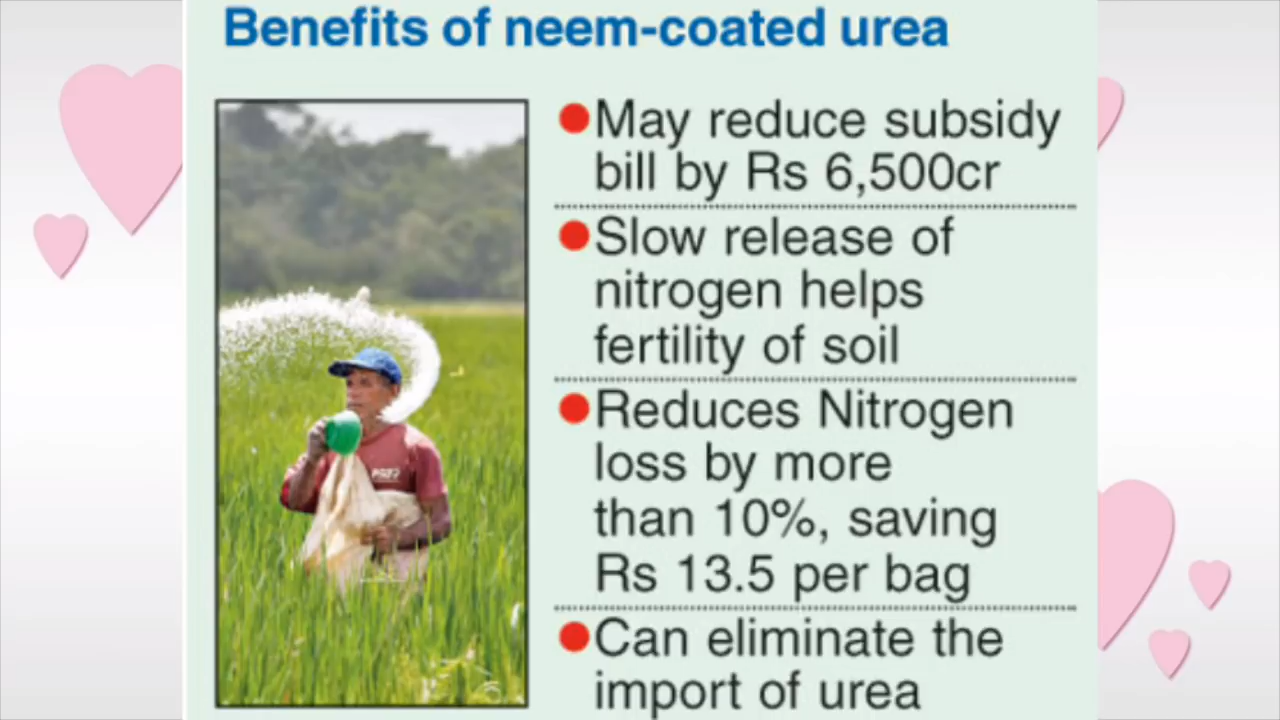 Benefits of neem-coated urea
May reduce subsidy
bill by Rs 6,500cr
Slow release of
nitrogen helps
fertility of soil
Reduces Nitrogen
loss by more
than 10%, saving
Rs 13.5 per bag
Can eliminate the
import of urea